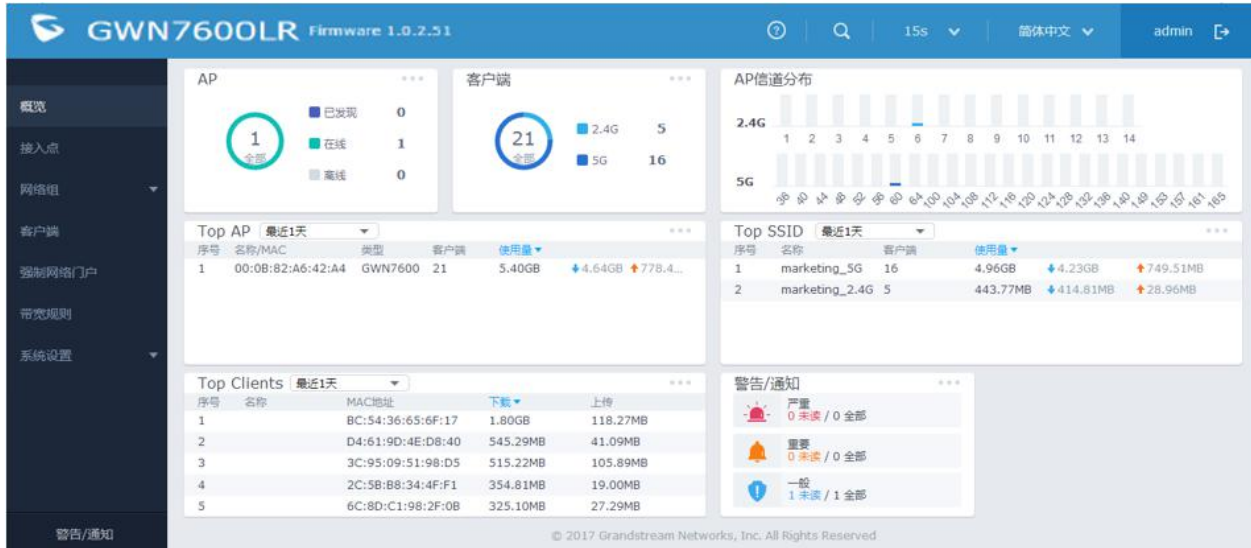 GWN7600LR Firmware 1.0.2.51
15s
简体中文
admin
概览
接入点
网络组
客户端
强制网络门户
带宽规则
系统设置
警告/通知
AP
1
全部
已发现 0
在线 1
离线 0
客户端
21
全部
2.4G 5
5G 16
AP信道分布
2.4G
1 2 3 4 5 6 7 8 9 10 11 12 13 14
5G
36 40 44 48 52 56 60 64 100 104 108 112 116 120 124 128 132 136 140 149 153 157 161 165
Top AP 最近1天
序号 名称/MAC 类型 客户端 使用量
1 00:0B:82:A6:42:A4 GWN7600 21 5.40GB 4.64GB 778.4...
Top SSID 最近1天
序号 名称 客户端 使用量
1 marketing_5G 16 4.96GB 4.23GB 749.51MB
2 marketing_2.4G 5 443.77MB 414.81MB 28.96MB
Top Clients 最近1天
序号 名称 MAC地址 下载 上传
1 BC:54:36:65:6F:17 1.80GB 118.27MB
2 D4:61:9D:4E:D8:40 545.29MB 41.09MB
3 3C:95:09:51:98:D5 515.22MB 105.89MB
4 2C:5B:B8:34:4F:F1 354.81MB 19.00MB
5 6C:8D:C1:98:2F:0B 325.10MB 27.29MB
警告/通知
严重
0 未读 / 0 全部
重要
0 未读 / 0 全部
一般
1 未读 / 1 全部
© 2017 Grandstream Networks, Inc. All Rights Reserved